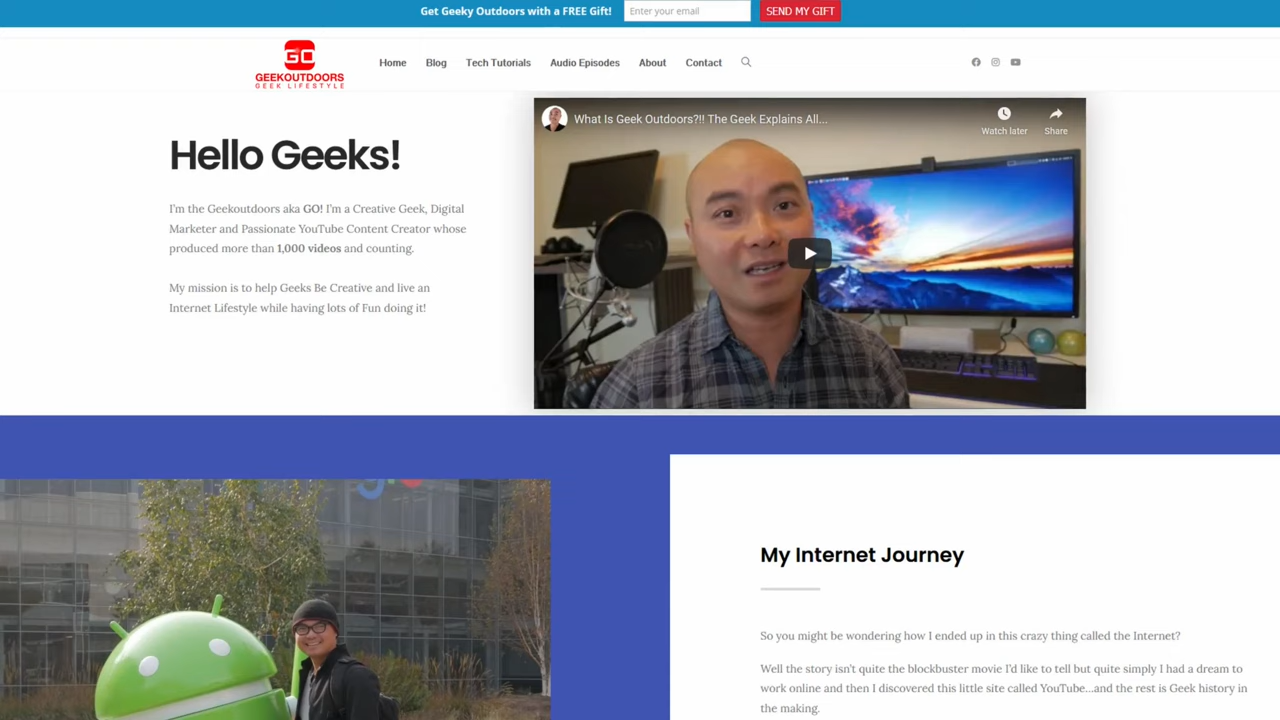 Get Geeky Outdoors with a FREE Gift! Enter your email SEND MY GIFT
GO
GEEKOUTDOORS
GEEK LIFESTYLE
Home Blog Tech Tutorials Audio Episodes About Contact
What Is Geek Outdoors?!! The Geek Explains All...
Watch later Share
Hello Geeks!
I'm the Geekoutdoors aka GO! I'm a Creative Geek, Digital
Marketer and Passionate YouTube Content Creator whose
produced more than 1,000 videos and counting.
My mission is to help Geeks Be Creative and live an
Internet Lifestyle while having lots of Fun doing it!
My Internet Journey
So you might be wondering how I ended up in this crazy thing called the Internet?
Well the story isn't quite the blockbuster movie I'd like to tell but quite simply I had a dream to
work online and then I discovered this little site called YouTube...and the rest is Geek history in
the making.